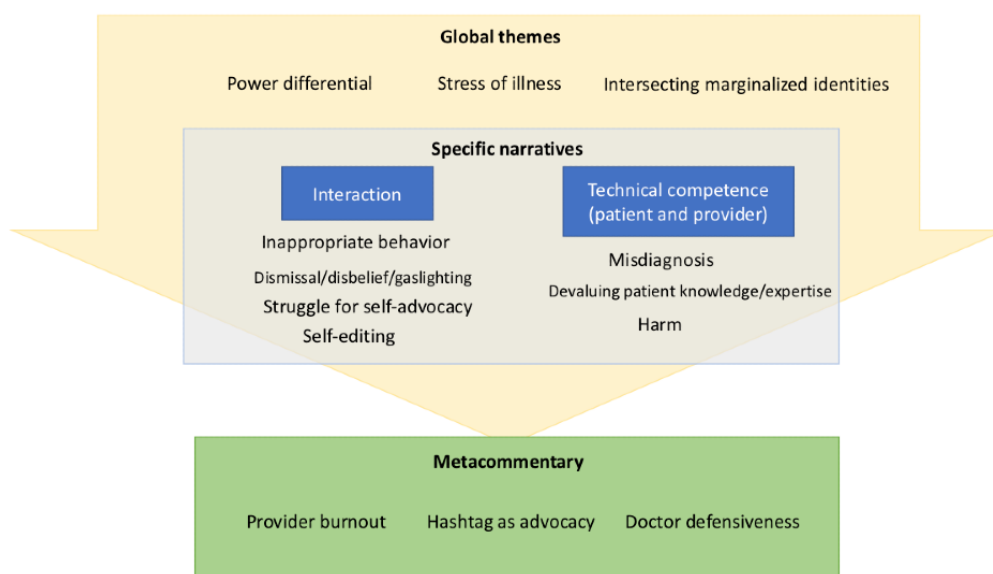 Global themes
Power differential
Stress of illness
Intersecting marginalized identities
Specific narratives
Interaction
Inappropriate behavior
Dismissal/disbelief/gaslighting
Struggle for self-advocacy
Self-editing
Technical competence
(patient and provider)
Misdiagnosis
Devaluing patient knowledge/expertise
Harm
Metacommentary
Provider burnout
Hashtag as advocacy
Doctor defensiveness